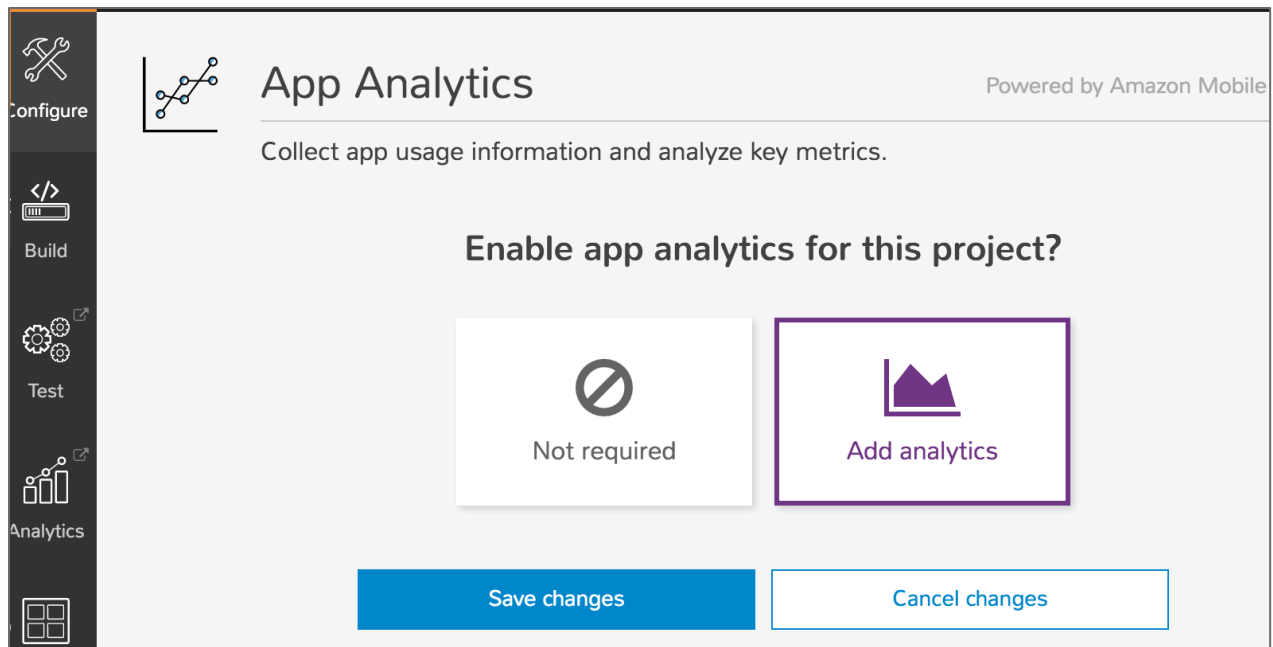 Configure
Build
Test
Analytics
App Analytics
Powered by Amazon Mobile
Collect app usage information and analyze key metrics.
Enable app analytics for this project?
Not required
Add analytics
Save changes
Cancel changes